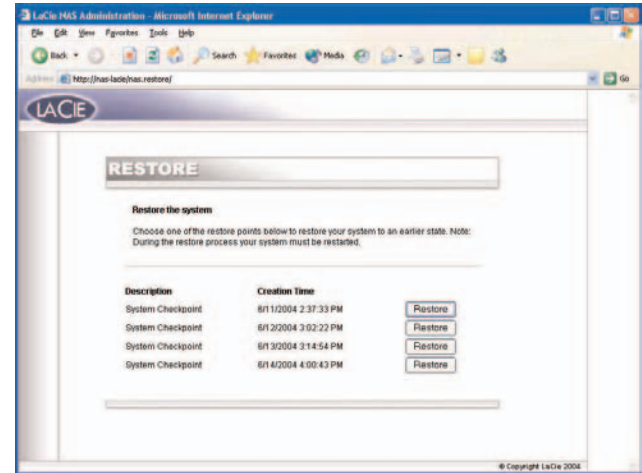 LaCie NAS Administration - Microsoft Internet Explorer
File Edit View Favorites Tools Help
Back Search Favorites Media
Address http://nas-lacie/nas.restore/ Go
LACIE
RESTORE
Restore the system
Choose one of the restore points below to restore your system to an earlier state. Note:
During the restore process your system must be restarted.
Description Creation Time
System Checkpoint 6/11/2004 2:37:33 PM Restore
System Checkpoint 6/12/2004 3:02:22 PM Restore
System Checkpoint 6/13/2004 3:14:54 PM Restore
System Checkpoint 6/14/2004 4:00:43 PM Restore
© Copyright LaCie 2004